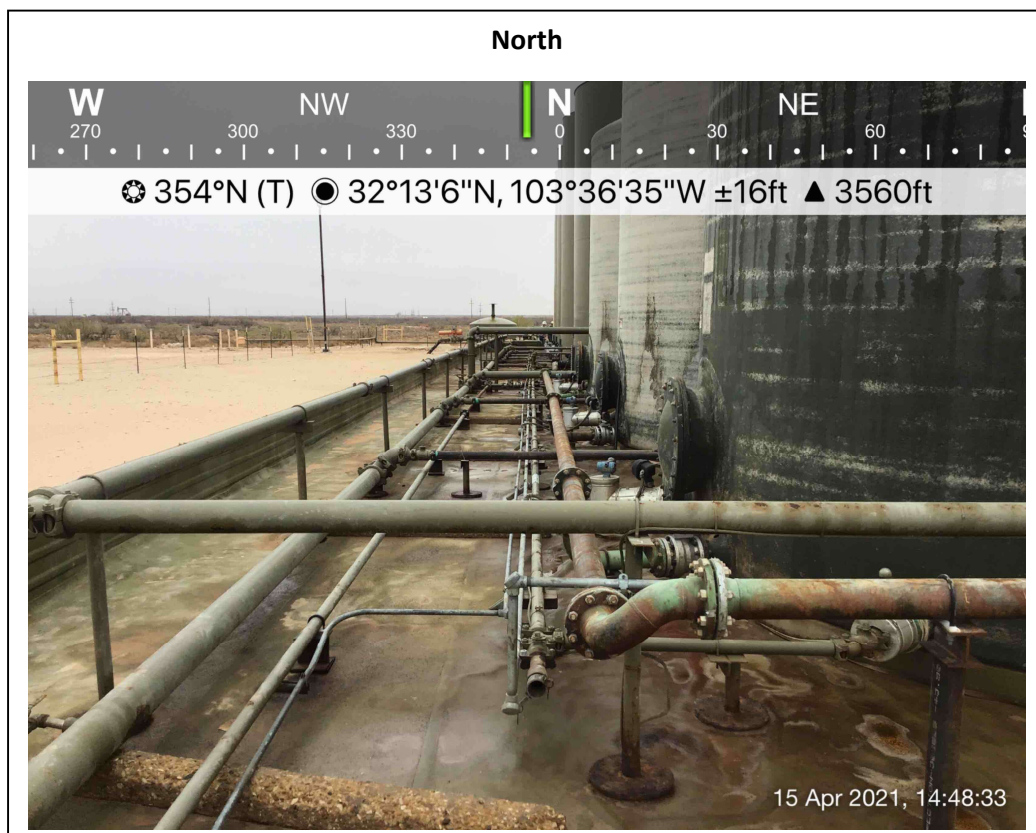 North
W NW N NE
270 300 330 0 30 60
354°N (T) 32°13'6"N, 103°36'35"W ±16ft ▲ 3560ft
15 Apr 2021, 14:48:33